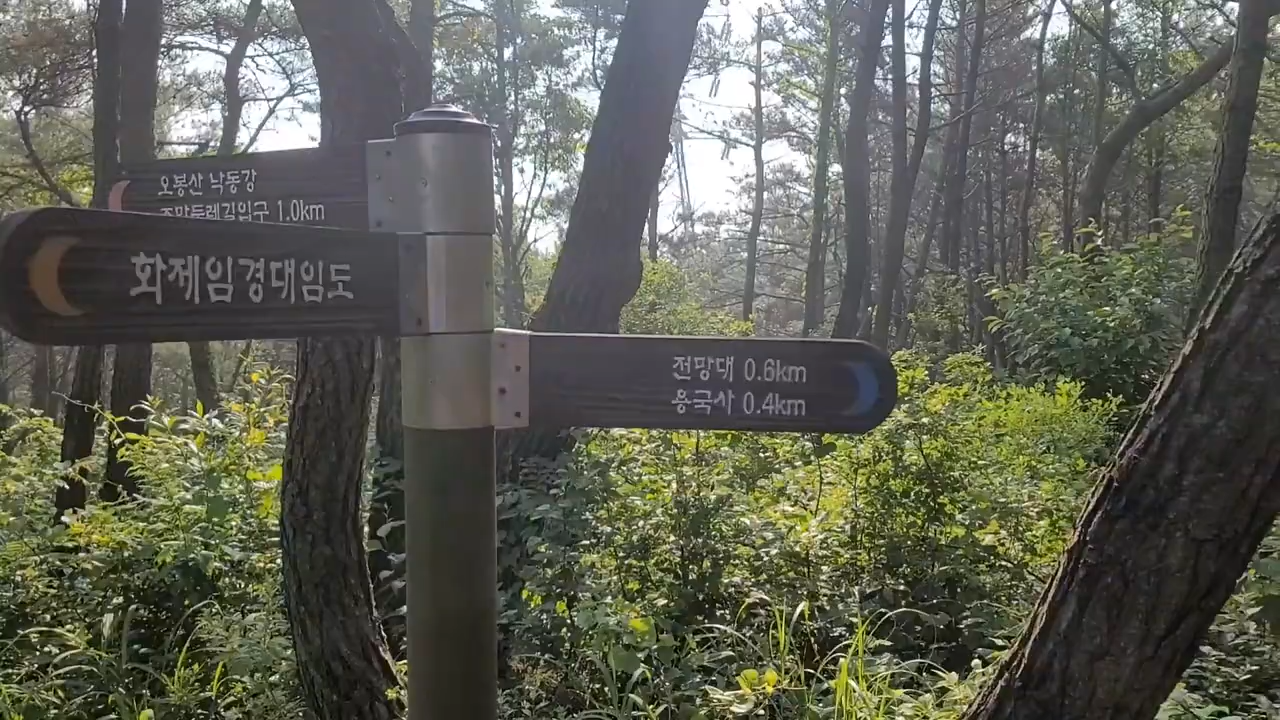 오봉산 낙동강
조망둘레길입구 1.0km
화제임경대임도
전망대 0.6km
용국사 0.4km